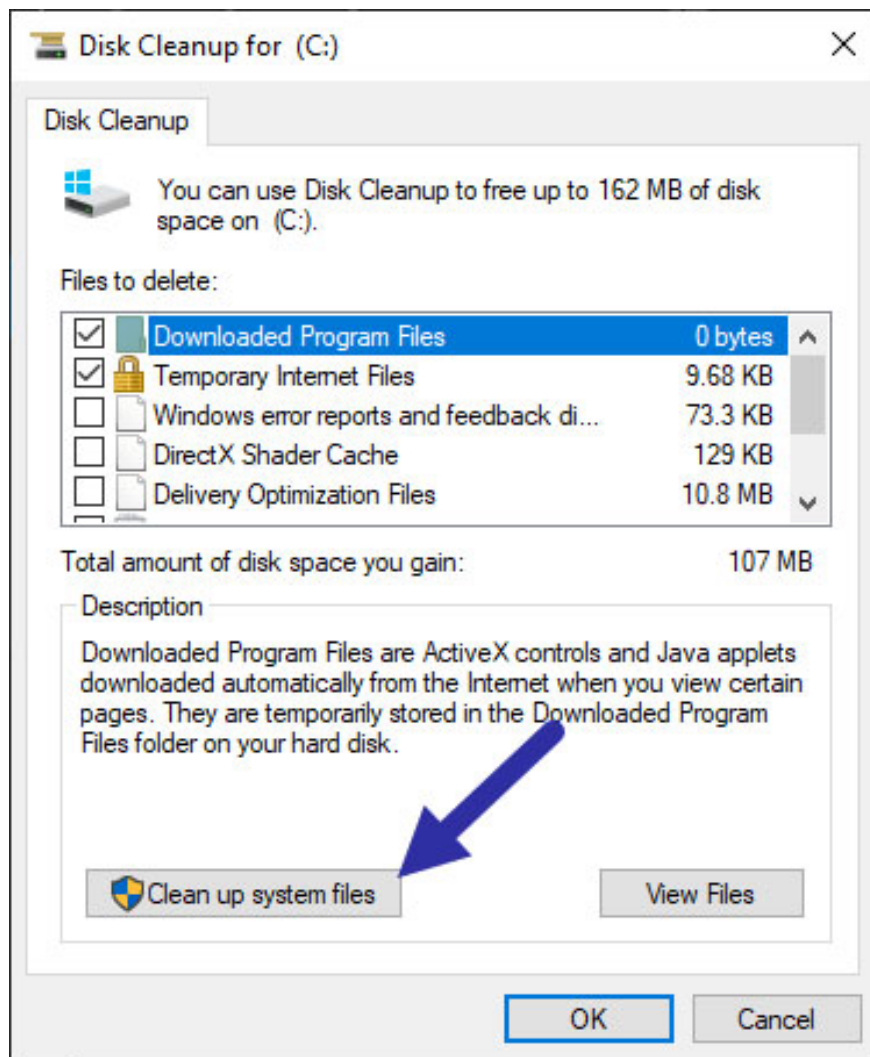 Disk Cleanup for (C:)
Disk Cleanup
You can use Disk Cleanup to free up to 162 MB of disk
space on (C:).
Files to delete:
Downloaded Program Files 0 bytes
Temporary Internet Files 9.68 KB
Windows error reports and feedback di... 73.3 KB
DirectX Shader Cache 129 KB
Delivery Optimization Files 10.8 MB
Total amount of disk space you gain: 107 MB
Description
Downloaded Program Files are ActiveX controls and Java applets
downloaded automatically from the Internet when you view certain
pages. They are temporarily stored in the Downloaded Program
Files folder on your hard disk.
Clean up system files View Files
OK Cancel